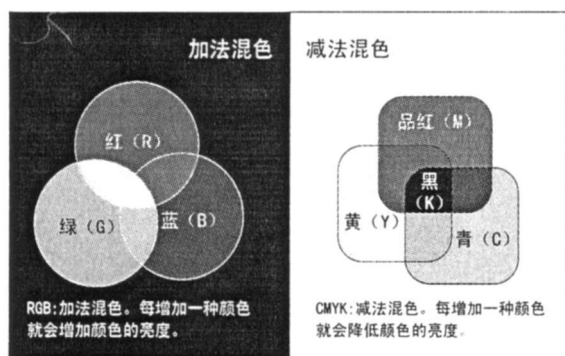 加法混色
红（R）
绿（G）
蓝（B）
RGB:加法混色。每增加一种颜色
就会增加颜色的亮度。
减法混色
品红（M）
黑
（K）
黄（Y）
青（C）
CMYK:减法混色。每增加一种颜色
就会降低颜色的亮度。